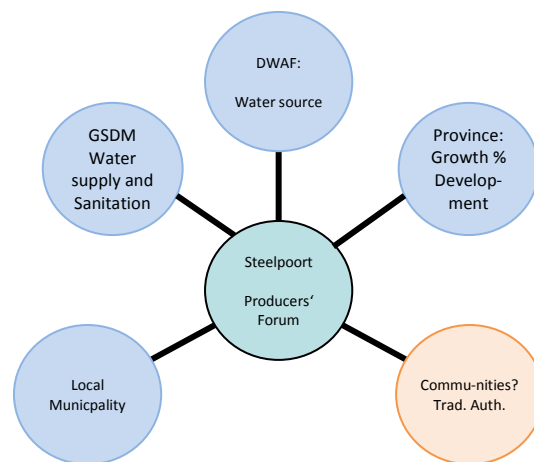 DWAF:
Water source
GSDM
Water
supply and
Sanitation
Province:
Growth %
Develop-
ment
Steelpoort
Producers‘
Forum
Local
Municpality
Commu-nities?
Trad. Auth.